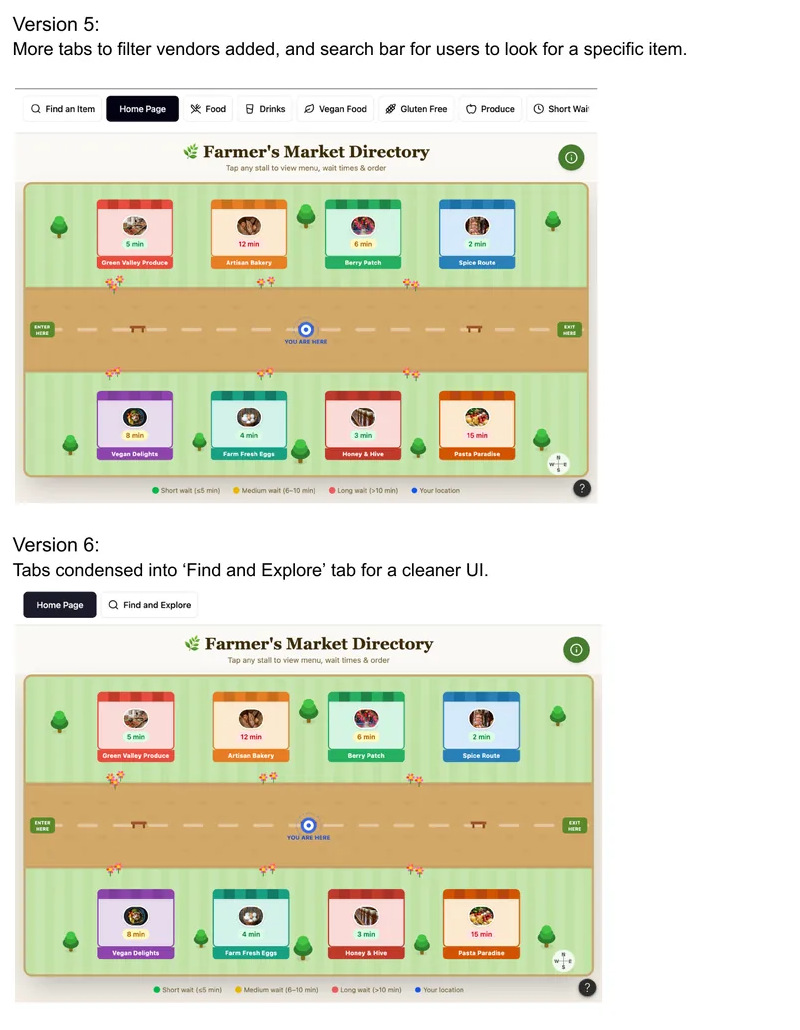 Version 5:
More tabs to filter vendors added, and search bar for users to look for a specific item.
Find an Item Home Page Food Drinks Vegan Food Gluten Free Produce Short Wai
Farmer's Market Directory
Tap any stall to view menu, wait times & order
5 min 12 min 6 min 2 min
Green Valley Produce Artisan Bakery Berry Patch Spice Route
ENTER HERE
EXIT HERE
YOU ARE HERE
8 min 4 min 3 min 15 min
Vegan Delights Farm Fresh Eggs Honey & Hive Pasta Paradise
N
W E
S
Short wait (≤5 min) Medium wait (6–10 min) Long wait (>10 min) Your location
?
Version 6:
Tabs condensed into ‘Find and Explore’ tab for a cleaner UI.
Home Page Find and Explore
Farmer's Market Directory
Tap any stall to view menu, wait times & order
5 min 12 min 6 min 2 min
Green Valley Produce Artisan Bakery Berry Patch Spice Route
ENTER HERE
EXIT HERE
YOU ARE HERE
8 min 4 min 3 min 15 min
Vegan Delights Farm Fresh Eggs Honey & Hive Pasta Paradise
N
W E
S
Short wait (≤5 min) Medium wait (6–10 min) Long wait (>10 min) Your location
?